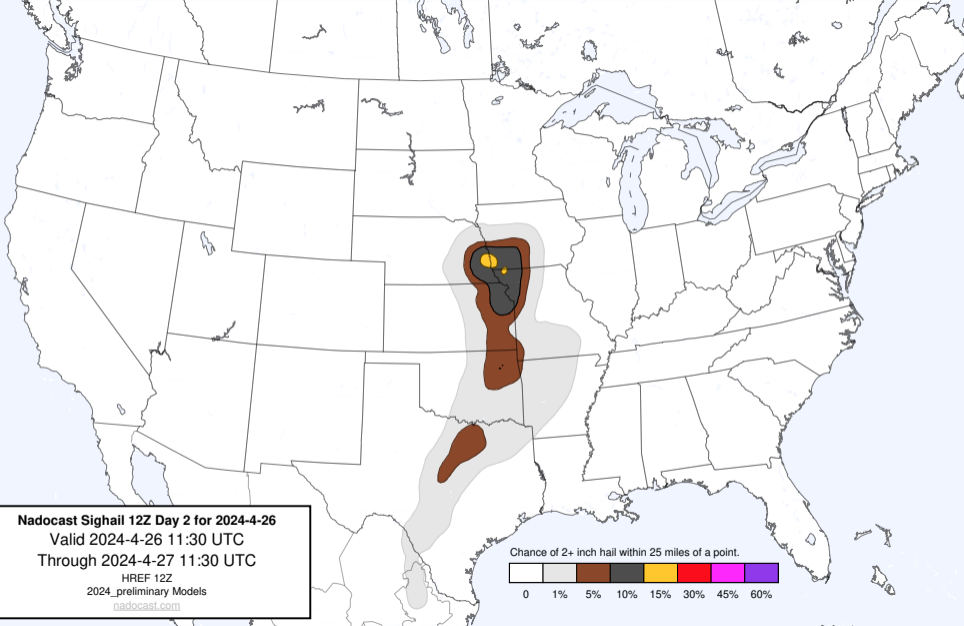 Nadocast Sighail 12Z Day 2 for 2024-4-26
Valid 2024-4-26 11:30 UTC
Through 2024-4-27 11:30 UTC
HREF 12Z
2024_preliminary Models
nadocast.com
Chance of 2+ inch hail within 25 miles of a point.
0 1% 5% 10% 15% 30% 45% 60%